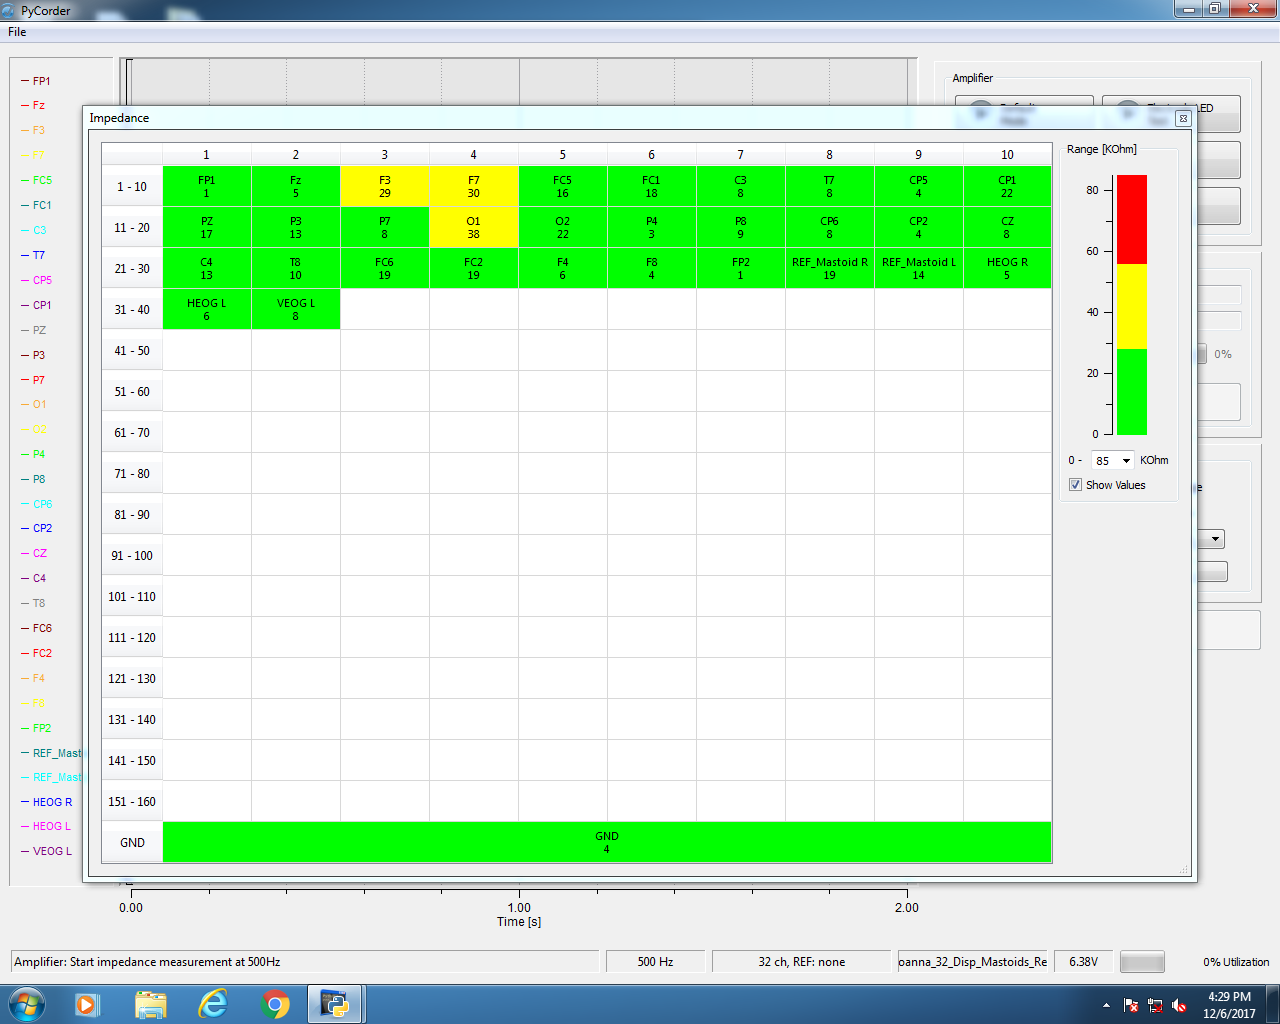 PyCorder
File
FP1
Fz
F3
F7
FC5
FC1
C3
T7
CP5
CP1
PZ
P3
P7
O1
O2
P4
P8
CP6
CP2
CZ
C4
T8
FC6
FC2
F4
F8
FP2
REF_Mast
REF_Mast
HEOG R
HEOG L
VEOG L
Amplifier
Default
Mode
LED
Impedance
1 2 3 4 5 6 7 8 9 10
1 - 10
FP1 Fz F3 F7 FC5 FC1 C3 T7 CP5 CP1
1 5 29 30 16 18 8 8 4 22
11 - 20
PZ P3 P7 O1 O2 P4 P8 CP6 CP2 CZ
17 13 8 38 22 3 9 8 4 8
21 - 30
C4 T8 FC6 FC2 F4 F8 FP2 REF_Mastoid R REF_Mastoid L HEOG R
13 10 19 19 6 4 1 19 14 5
31 - 40
HEOG L VEOG L
6 8
41 - 50
51 - 60
61 - 70
71 - 80
81 - 90
91 - 100
101 - 110
111 - 120
121 - 130
131 - 140
141 - 150
151 - 160
GND
GND
4
Range [KOhm]
80
60
40
20
0
0 - 85 KOhm
Show Values
0%
0.00 1.00 2.00
Time [s]
Amplifier: Start impedance measurement at 500Hz
500 Hz
32 ch, REF: none
oanna_32_Disp_Mastoids_Re
6.38V
0% Utilization
4:29 PM
12/6/2017